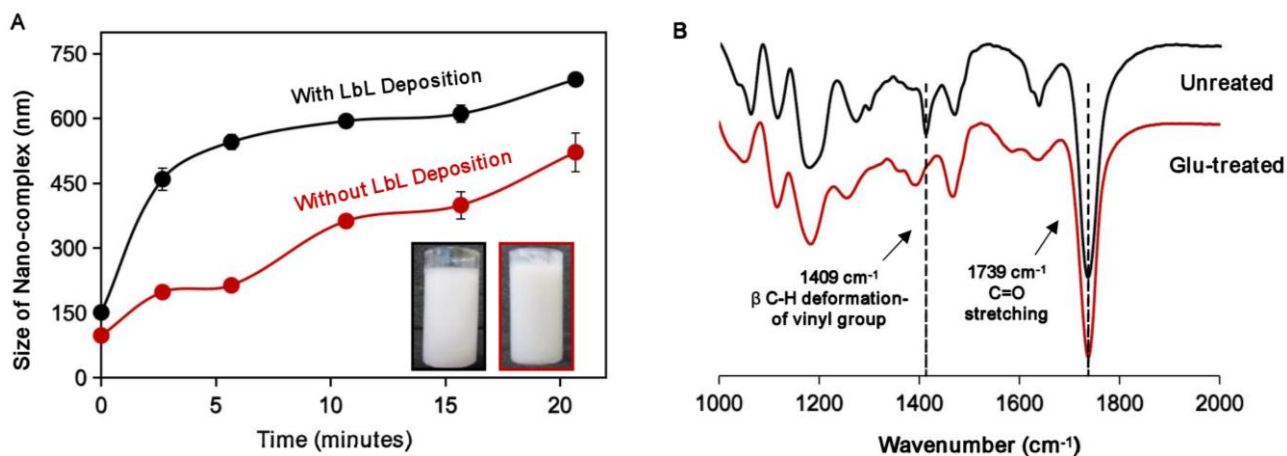 A
Size of Nano-complex (nm)
750
600
450
300
150
0
0
5
10
15
20
Time (minutes)
With LbL Deposition
Without LbL Deposition
B
Unreated
Glu-treated
1409 cm-1
β C-H deformation-
of vinyl group
1739 cm-1
C=O
stretching
1000
1200
1400
1600
1800
2000
Wavenumber (cm-1)